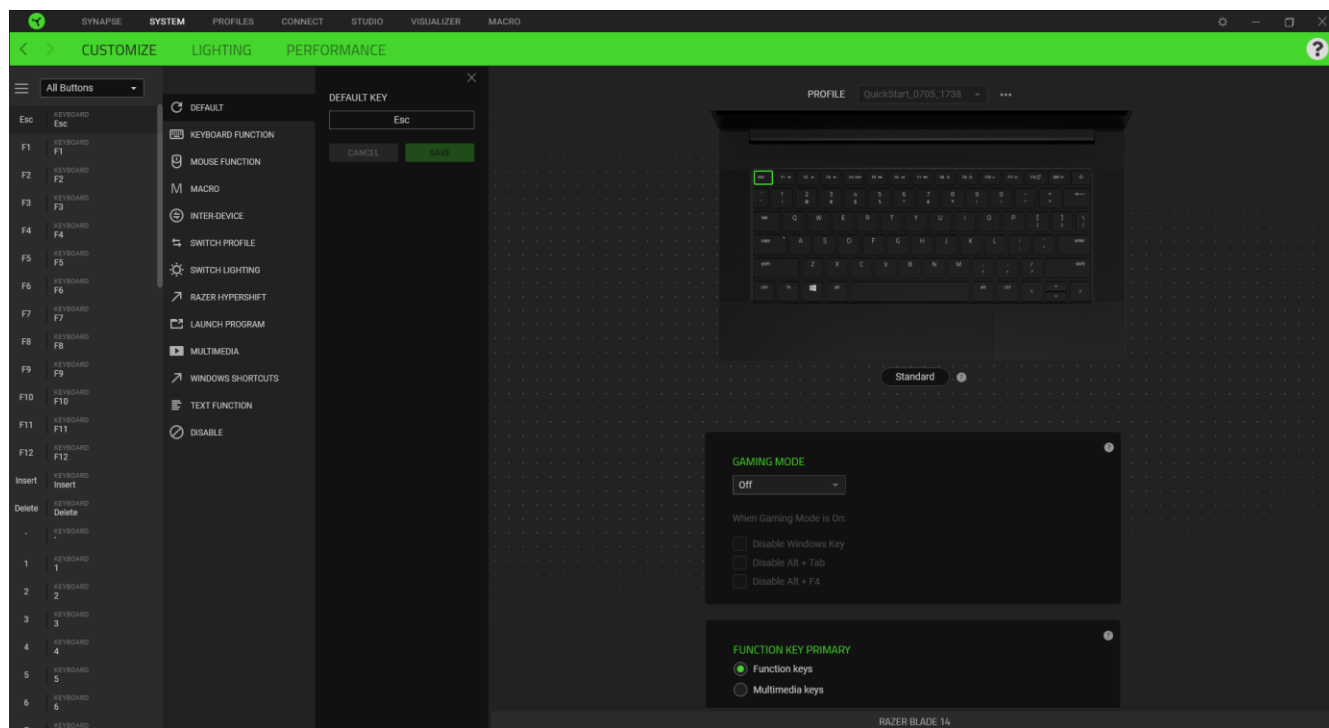 SYNAPSE SYSTEM PROFILES CONNECT STUDIO VISUALIZER MACRO
CUSTOMIZE LIGHTING PERFORMANCE
All Buttons
Esc KEYBOARD
Esc
F1 KEYBOARD
F1
F2 KEYBOARD
F2
F3 KEYBOARD
F3
F4 KEYBOARD
F4
F5 KEYBOARD
F5
F6 KEYBOARD
F6
F7 KEYBOARD
F7
F8 KEYBOARD
F8
F9 KEYBOARD
F9
F10 KEYBOARD
F10
F11 KEYBOARD
F11
F12 KEYBOARD
F12
Insert KEYBOARD
Insert
Delete KEYBOARD
Delete
KEYBOARD
1 KEYBOARD
1
2 KEYBOARD
2
3 KEYBOARD
3
4 KEYBOARD
4
5 KEYBOARD
5
6 KEYBOARD
6
KEYBOARD
DEFAULT
KEYBOARD FUNCTION
MOUSE FUNCTION
MACRO
INTER-DEVICE
SWITCH PROFILE
SWITCH LIGHTING
RAZER HYPERSHIFT
LAUNCH PROGRAM
MULTIMEDIA
WINDOWS SHORTCUTS
TEXT FUNCTION
DISABLE
DEFAULT KEY
Esc
CANCEL SAVE
PROFILE QuickStart_0705_1738
Q W E R T Y U I O P
A S D F G H J K L
Z X C V B N M
Standard
GAMING MODE
Off
When Gaming Mode is On:
Disable Windows Key
Disable Alt + Tab
Disable Alt + F4
FUNCTION KEY PRIMARY
Function keys
Multimedia keys
RAZER BLADE 14